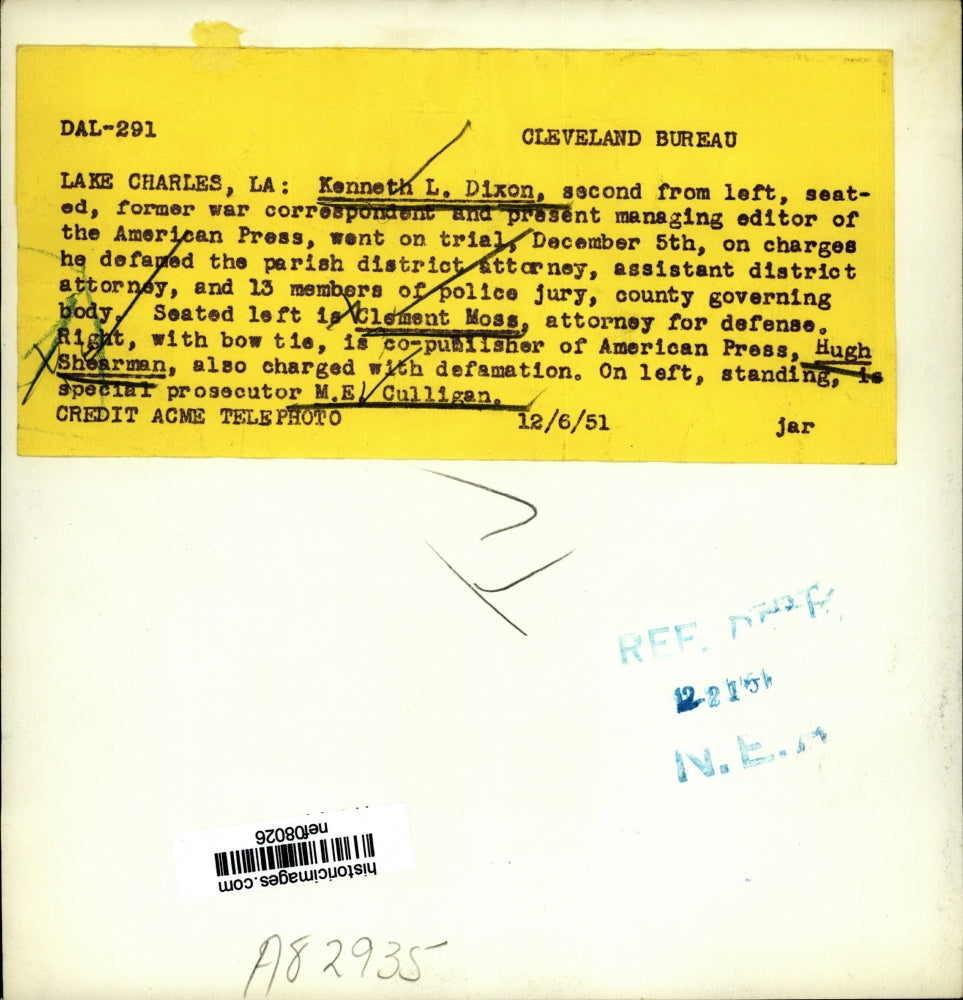 DAL-291
CLEVELAND BUREAU
LAKE CHARLES, LA: Kenneth L. Dixon, second from left, seat-
ed, former war correspondent and present managing editor of
the American Press, went on trial, December 5th, on charges
he defamed the parish district attorney, assistant district
attorney, and 13 members of police jury, county governing
body. Seated left is Clement Moss, attorney for defense.
Right, with bow tie, is co-publisher of American Press, Hugh
Shearman, also charged with defamation. On left, standing, is
special prosecutor M.E. Culligan.
CREDIT ACME TELEPHOTO 12/6/51 jar
REF. DEPT.
12-21'51
N.E.A
nef08026
historicimages.com
A82935